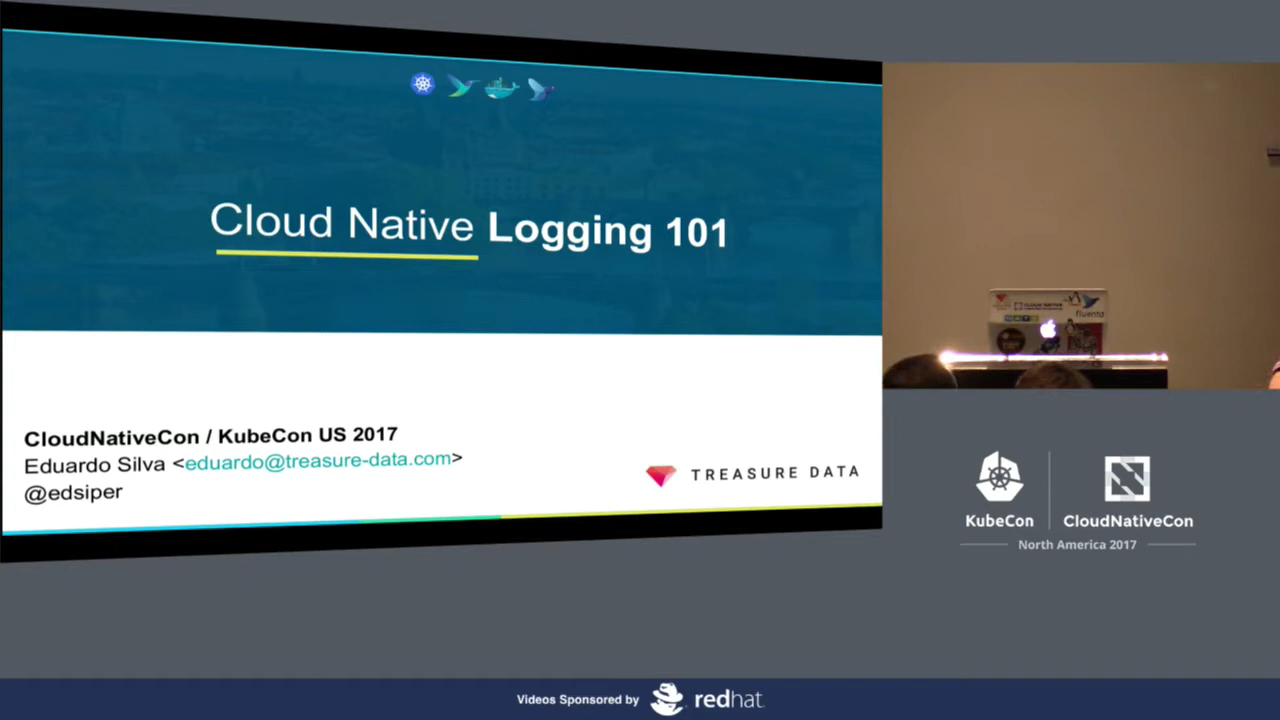 Cloud Native Logging 101
CloudNativeCon / KubeCon US 2017
Eduardo Silva <eduardo@treasure-data.com>
@edsiper
TREASURE DATA
fluentd
KubeCon
CloudNativeCon
North America 2017
Videos Sponsored by
redhat.